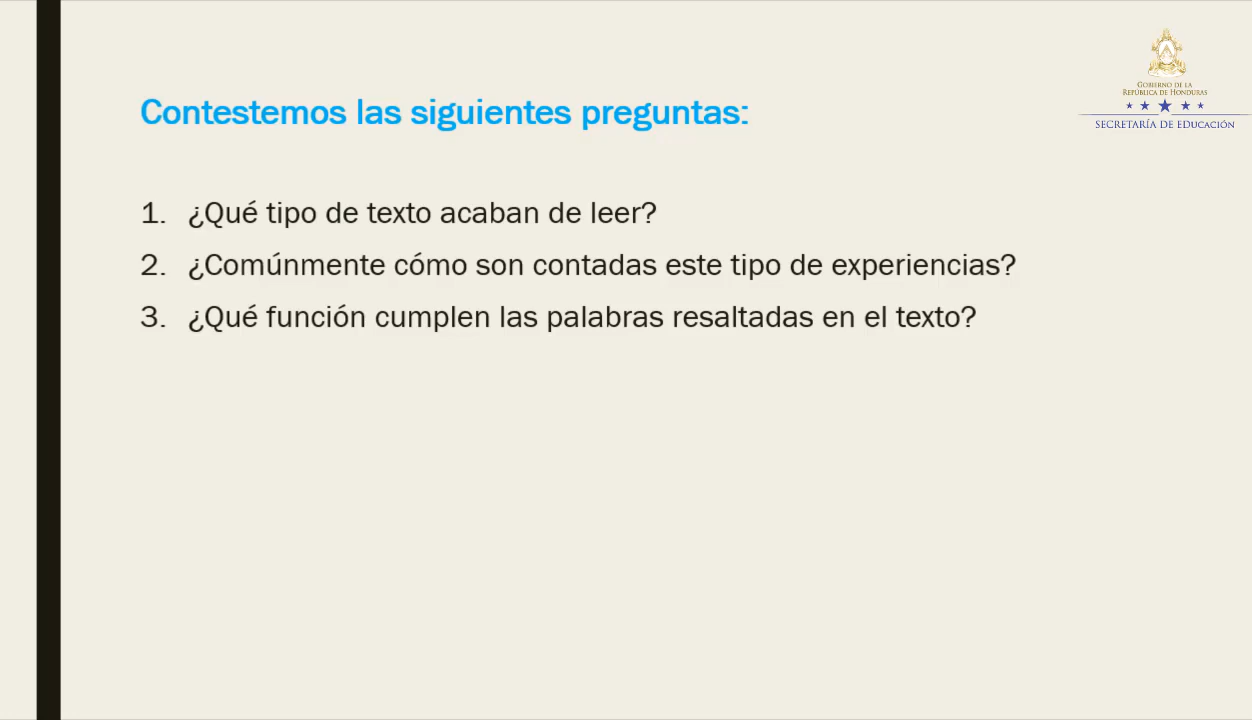 GOBIERNO DE LA
REPÚBLICA DE HONDURAS
SECRETARÍA DE EDUCACIÓN
Contestemos las siguientes preguntas:
1. ¿Qué tipo de texto acaban de leer?
2. ¿Comúnmente cómo son contadas este tipo de experiencias?
3. ¿Qué función cumplen las palabras resaltadas en el texto?